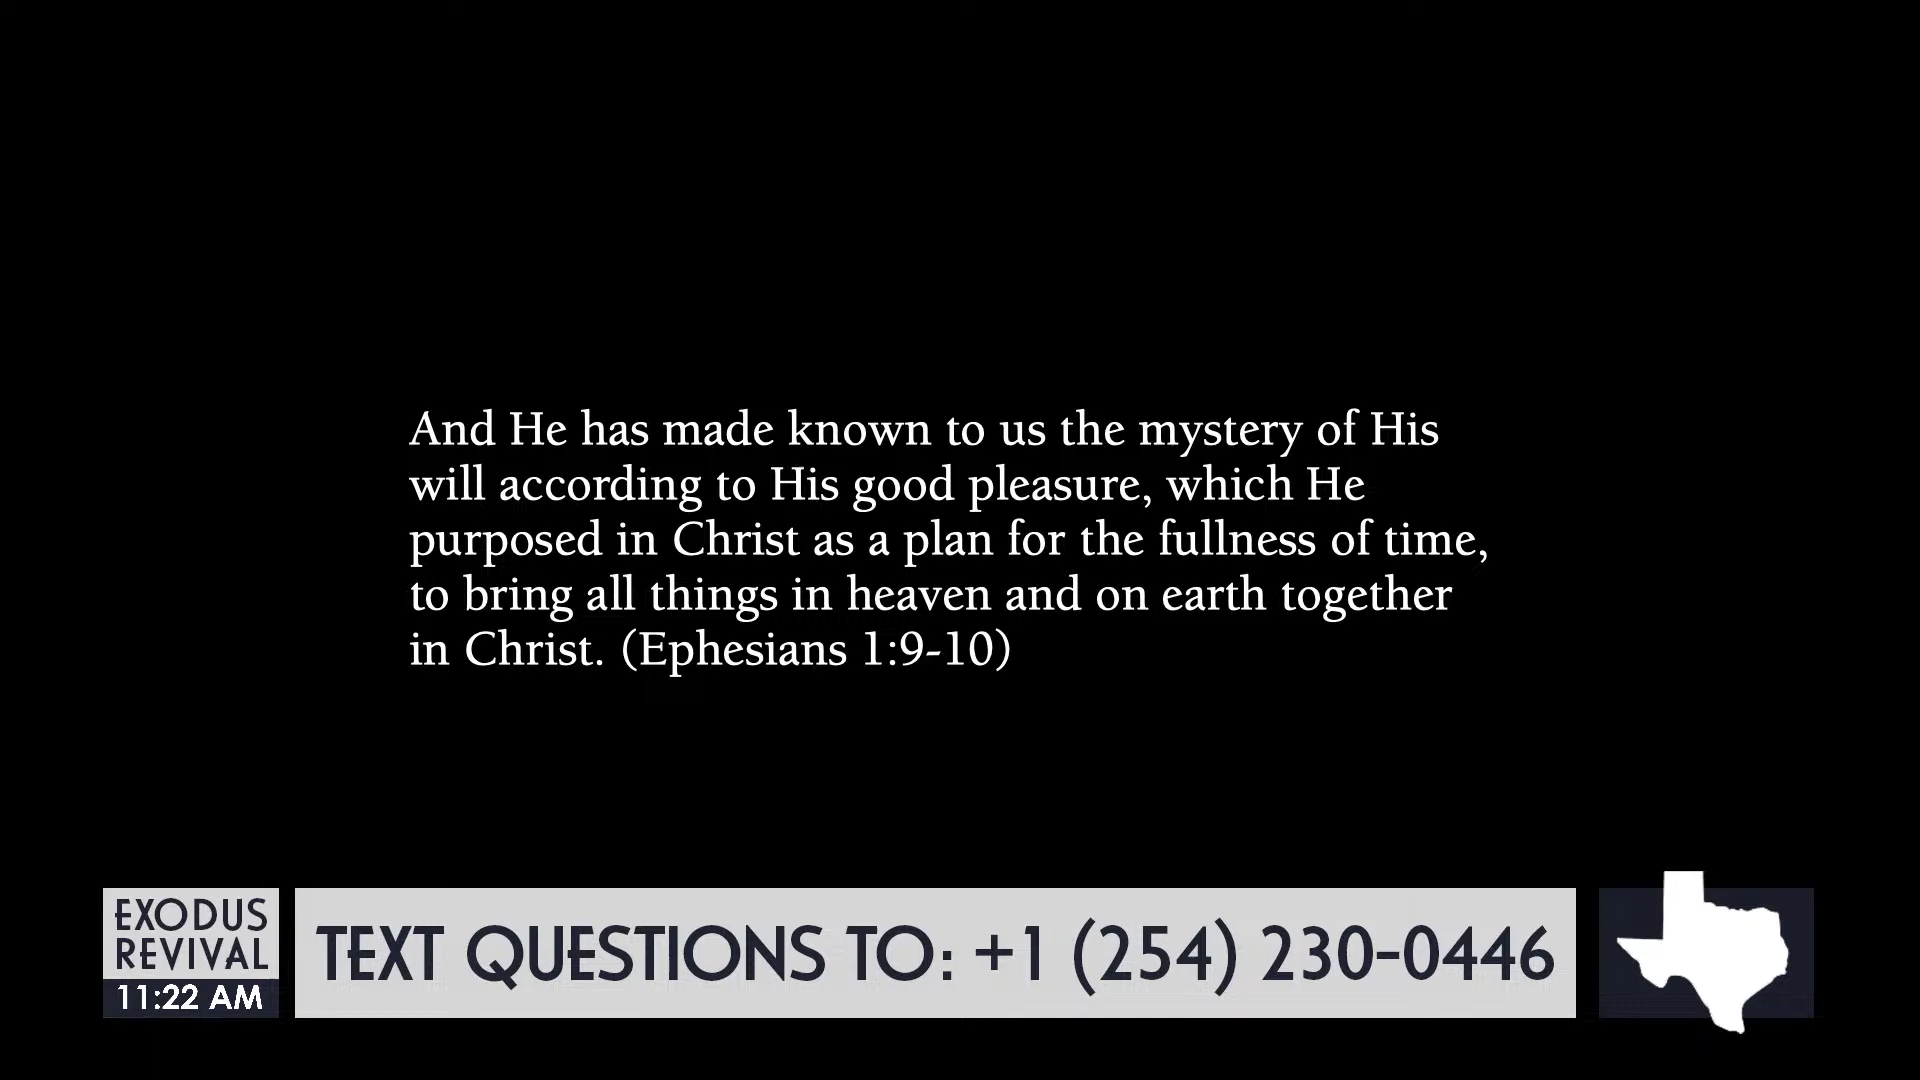 And He has made known to us the mystery of His
will according to His good pleasure, which He
purposed in Christ as a plan for the fullness of time,
to bring all things in heaven and on earth together
in Christ. (Ephesians 1:9-10)
EXODUS
REVIVAL
11:22 AM
TEXT QUESTIONS TO: +1 (254) 230-0446